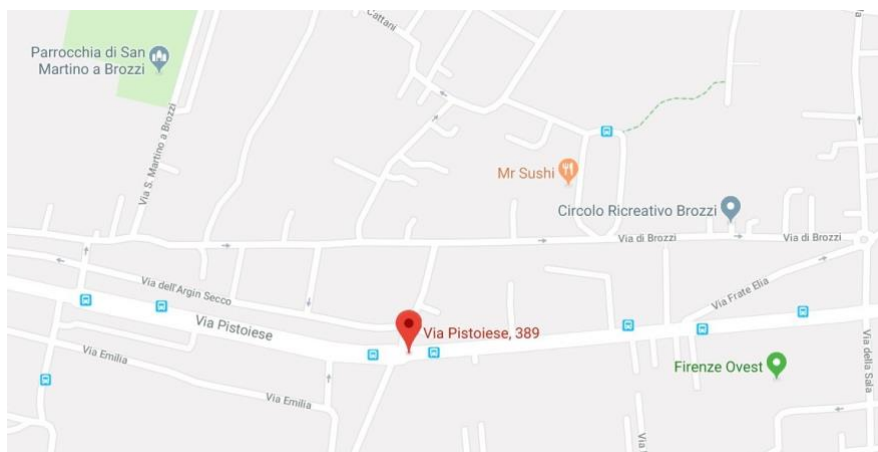 Cattani
Parrocchia di San
Martino a Brozzi
Via S. Martino a Brozzi
Mr Sushi
Circolo Ricreativo Brozzi
Via di Brozzi
Via di Brozzi
Via dell'Argin Secco
Via Frate Elia
Via Pistoiese
Via Pistoiese, 389
Via Emilia
Firenze Ovest
Via della Sala
Via Emilia
Via